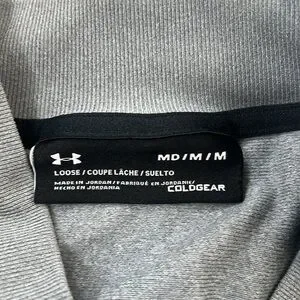 MD / M / M
LOOSE / COUPE LÂCHE / SUELTO
MADE IN JORDAN / FABRIQUÉ EN JORDANIE /
HECHO EN JORDANIA
COLDGEAR